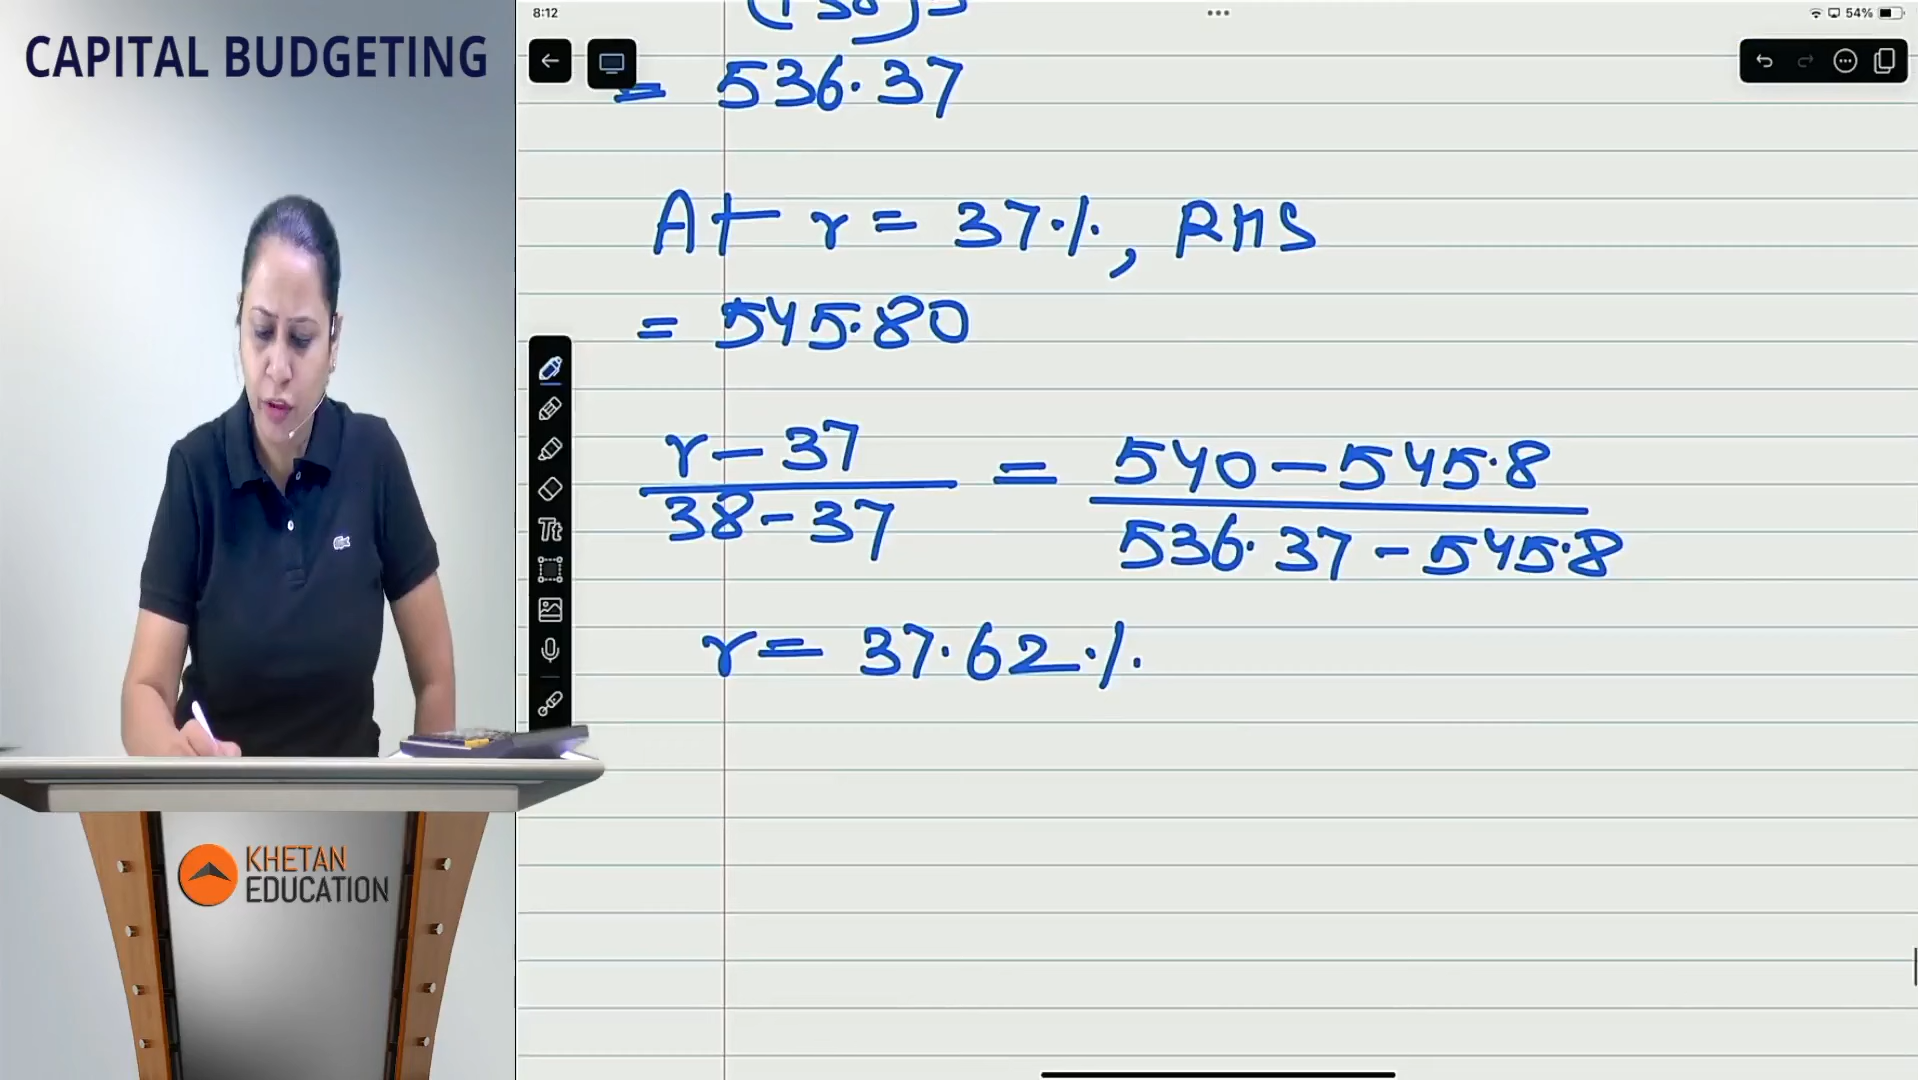 8:12
54%
CAPITAL BUDGETING
= 536.37
At r = 37%, RHS
= 545.80
r - 37 / 38 - 37 = 540 - 545.8 / 536.37 - 545.8
r = 37.62%
Tt
KHETAN
EDUCATION